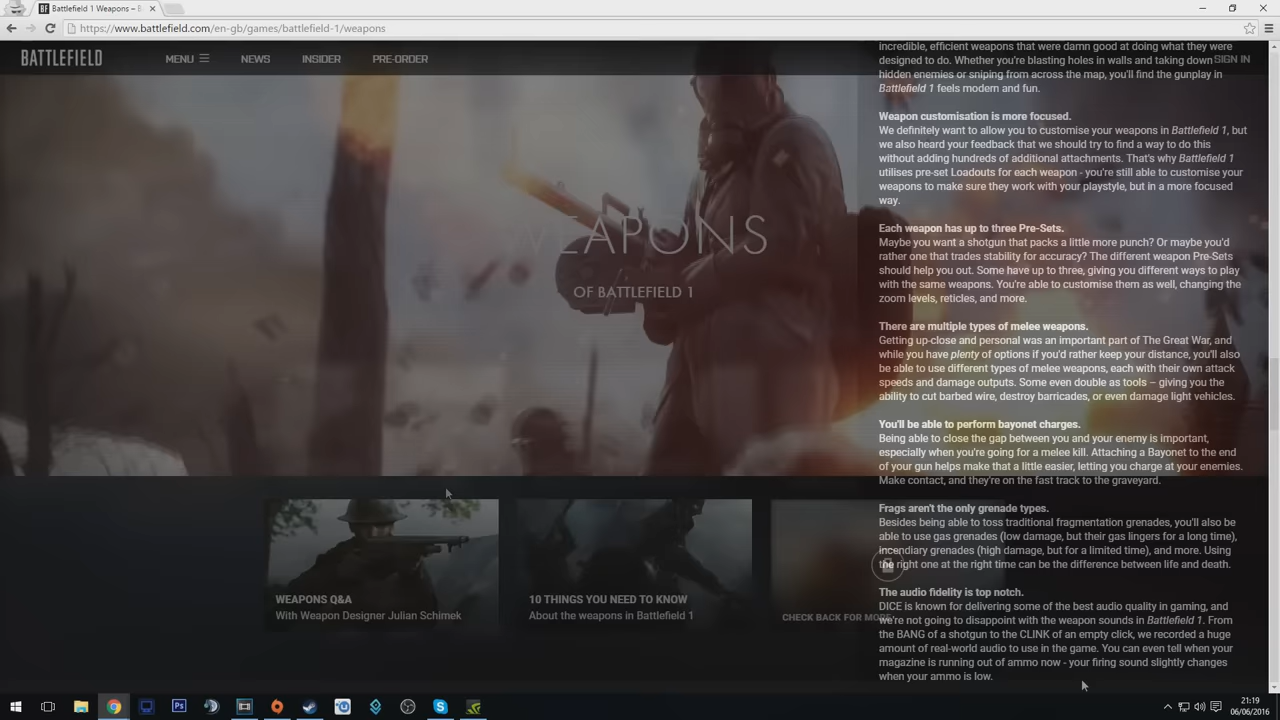 Battlefield 1 Weapons –
https://www.battlefield.com/en-gb/games/battlefield-1/weapons
BATTLEFIELD
MENU
NEWS
INSIDER
PRE-ORDER
SIGN IN
WEAPONS
OF BATTLEFIELD 1
WEAPONS Q&A
With Weapon Designer Julian Schimek
10 THINGS YOU NEED TO KNOW
About the weapons in Battlefield 1
CHECK BACK FOR MORE
incredible, efficient weapons that were damn good at doing what they were
designed to do. Whether you're blasting holes in walls and taking down
hidden enemies or sniping from across the map, you'll find the gunplay in
Battlefield 1 feels modern and fun.
Weapon customisation is more focused.
We definitely want to allow you to customise your weapons in Battlefield 1, but
we also heard your feedback that we should try to find a way to do this
without adding hundreds of additional attachments. That's why Battlefield 1
utilises pre-set Loadouts for each weapon - you're still able to customise your
weapons to make sure they work with your playstyle, but in a more focused
way.
Each weapon has up to three Pre-Sets.
Maybe you want a shotgun that packs a little more punch? Or maybe you'd
rather one that trades stability for accuracy? The different weapon Pre-Sets
should help you out. Some have up to three, giving you different ways to play
with the same weapons. You're able to customise them as well, changing the
zoom levels, reticles, and more.
There are multiple types of melee weapons.
Getting up-close and personal was an important part of The Great War, and
while you have plenty of options if you'd rather keep your distance, you'll also
be able to use different types of melee weapons, each with their own attack
speeds and damage outputs. Some even double as tools – giving you the
ability to cut barbed wire, destroy barricades, or even damage light vehicles.
You'll be able to perform bayonet charges.
Being able to close the gap between you and your enemy is important,
especially when you're going for a melee kill. Attaching a Bayonet to the end
of your gun helps make that a little easier, letting you charge at your enemies.
Make contact, and they're on the fast track to the graveyard.
Frags aren't the only grenade types.
Besides being able to toss traditional fragmentation grenades, you'll also be
able to use gas grenades (low damage, but their gas lingers for a long time),
incendiary grenades (high damage, but for a limited time), and more. Using
the right one at the right time can be the difference between life and death.
The audio fidelity is top notch.
DICE is known for delivering some of the best audio quality in gaming, and
we're not going to disappoint with the weapon sounds in Battlefield 1. From
the BANG of a shotgun to the CLINK of an empty click, we recorded a huge
amount of real-world audio to use in the game. You can even tell when your
magazine is running out of ammo now - your firing sound slightly changes
when your ammo is low.
21:19
06/06/2016